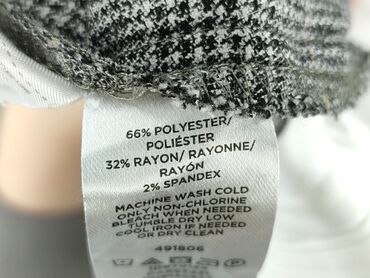 66% POLYESTER/
POLIÉSTER
32% RAYON/ RAYONNE/
RAYÓN
2% SPANDEX
MACHINE WASH COLD
ONLY NON-CHLORINE
BLEACH WHEN NEEDED
TUMBLE DRY LOW
COOL IRON IF NEEDED
OR DRY CLEAN
491806